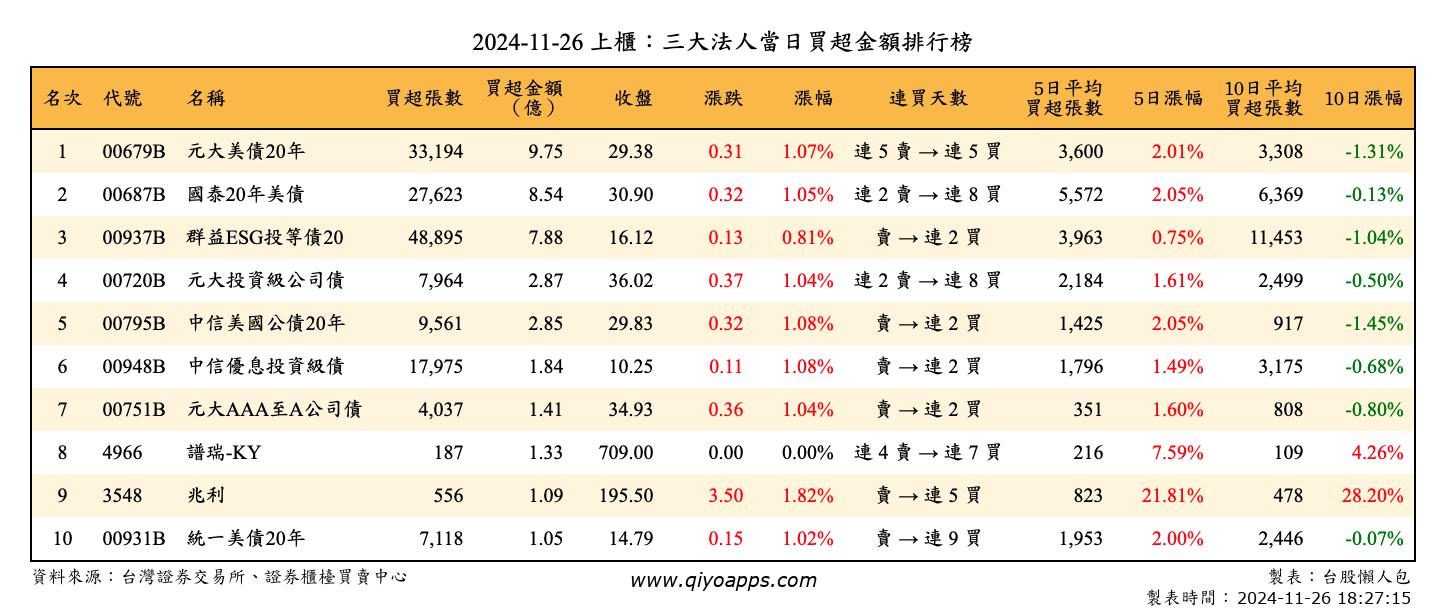 2024-11-26 上櫃：三大法人當日買超金額排行榜
名次 代號 名稱 買超張數 買超金額（億） 收盤 漲跌 漲幅 連買天數 5日平均買超張數 5日漲幅 10日平均買超張數 10日漲幅
1 00679B 元大美債20年 33,194 9.75 29.38 0.31 1.07% 連 5 賣 → 連 5 買 3,600 2.01% 3,308 -1.31%
2 00687B 國泰20年美債 27,623 8.54 30.90 0.32 1.05% 連 2 賣 → 連 8 買 5,572 2.05% 6,369 -0.13%
3 00937B 群益ESG投等債20 48,895 7.88 16.12 0.13 0.81% 賣 → 連 2 買 3,963 0.75% 11,453 -1.04%
4 00720B 元大投資級公司債 7,964 2.87 36.02 0.37 1.04% 連 2 賣 → 連 8 買 2,184 1.61% 2,499 -0.50%
5 00795B 中信美國公債20年 9,561 2.85 29.83 0.32 1.08% 賣 → 連 2 買 1,425 2.05% 917 -1.45%
6 00948B 中信優息投資級債 17,975 1.84 10.25 0.11 1.08% 賣 → 連 2 買 1,796 1.49% 3,175 -0.68%
7 00751B 元大AAA至A公司債 4,037 1.41 34.93 0.36 1.04% 賣 → 連 2 買 351 1.60% 808 -0.80%
8 4966 譜瑞-KY 187 1.33 709.00 0.00 0.00% 連 4 賣 → 連 7 買 216 7.59% 109 4.26%
9 3548 兆利 556 1.09 195.50 3.50 1.82% 賣 → 連 5 買 823 21.81% 478 28.20%
10 00931B 統一美債20年 7,118 1.05 14.79 0.15 1.02% 賣 → 連 9 買 1,953 2.00% 2,446 -0.07%
資料來源：台灣證券交易所、證券櫃檯買賣中心 www.qiyoapps.com 製表：台股懶人包
製表時間： 2024-11-26 18:27:15